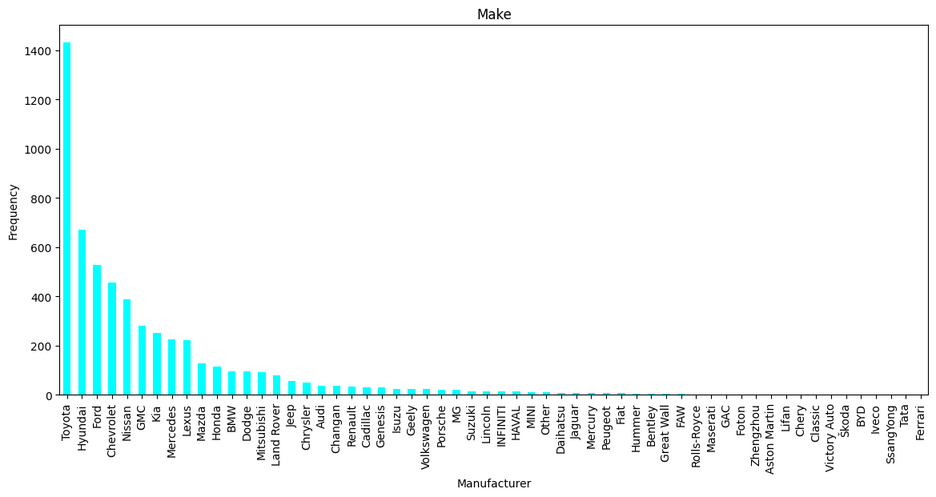 Make
Frequency
1400
1200
1000
800
600
400
200
0
Toyota
Hyundai
Ford
Chevrolet
Nissan
GMC
Kia
Mercedes
Lexus
Mazda
Honda
BMW
Dodge
Mitsubishi
Land Rover
Jeep
Chrysler
Audi
Changan
Renault
Cadillac
Genesis
Isuzu
Geely
Volkswagen
Porsche
MG
Suzuki
Lincoln
INFINITI
HAVAL
MINI
Other
Daihatsu
Jaguar
Mercury
Peugeot
Fiat
Hummer
Bentley
Great Wall
FAW
Rolls-Royce
Maserati
GAC
Foton
Zhengzhou
Aston Martin
Lifan
Chery
Classic
Victory Auto
Škoda
BYD
Iveco
SsangYong
Tata
Ferrari
Manufacturer